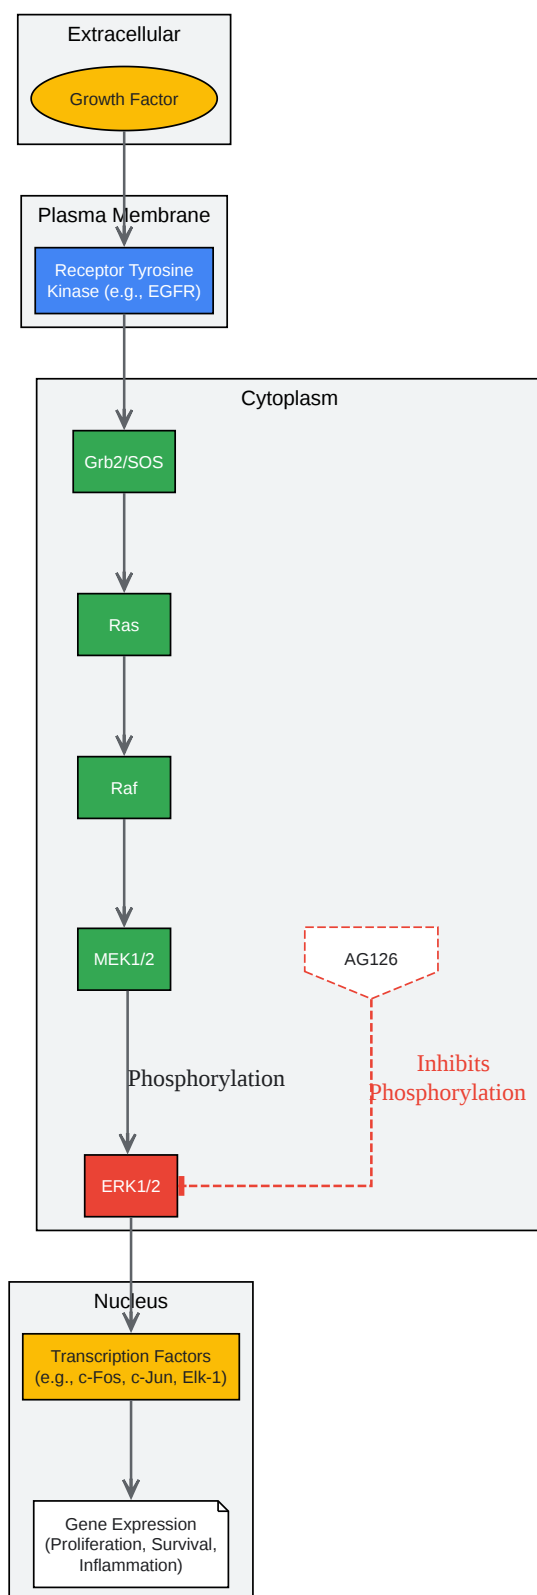 Extracellular
Growth Factor
Plasma Membrane
Receptor Tyrosine
Kinase (e.g., EGFR)
Cytoplasm
Grb2/SOS
Ras
Raf
MEK1/2
AG126
Phosphorylation
Inhibits
Phosphorylation
ERK1/2
Nucleus
Transcription Factors
(e.g., c-Fos, c-Jun, Elk-1)
Gene Expression
(Proliferation, Survival,
Inflammation)